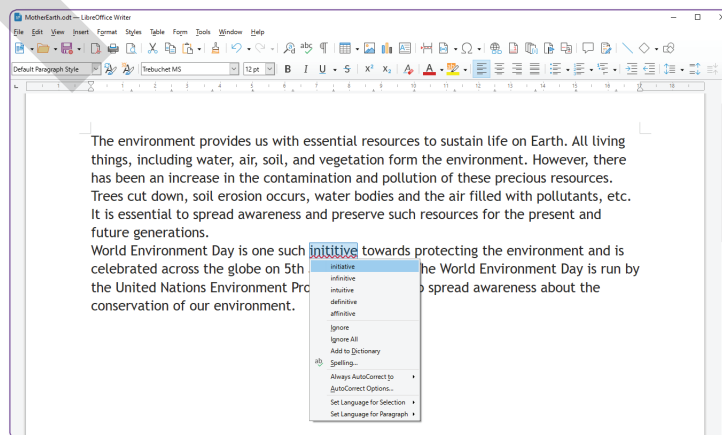 MotherEarth.odt — LibreOffice Writer
File Edit View Insert Format Styles Table Form Tools Window Help
Default Paragraph Style Trebuchet MS 12 pt B I U S X² X₂ A
The environment provides us with essential resources to sustain life on Earth. All living
things, including water, air, soil, and vegetation form the environment. However, there
has been an increase in the contamination and pollution of these precious resources.
Trees cut down, soil erosion occurs, water bodies and the air filled with pollutants, etc.
It is essential to spread awareness and preserve such resources for the present and
future generations.
World Environment Day is one such inititive towards protecting the environment and is
celebrated across the globe on 5th The World Environment Day is run by
the United Nations Environment Pro o spread awareness about the
conservation of our environment.
initiative
infinitive
intuitive
definitive
affinitive
Ignore
Ignore All
Add to Dictionary
Spelling...
Always AutoCorrect to
AutoCorrect Options...
Set Language for Selection
Set Language for Paragraph